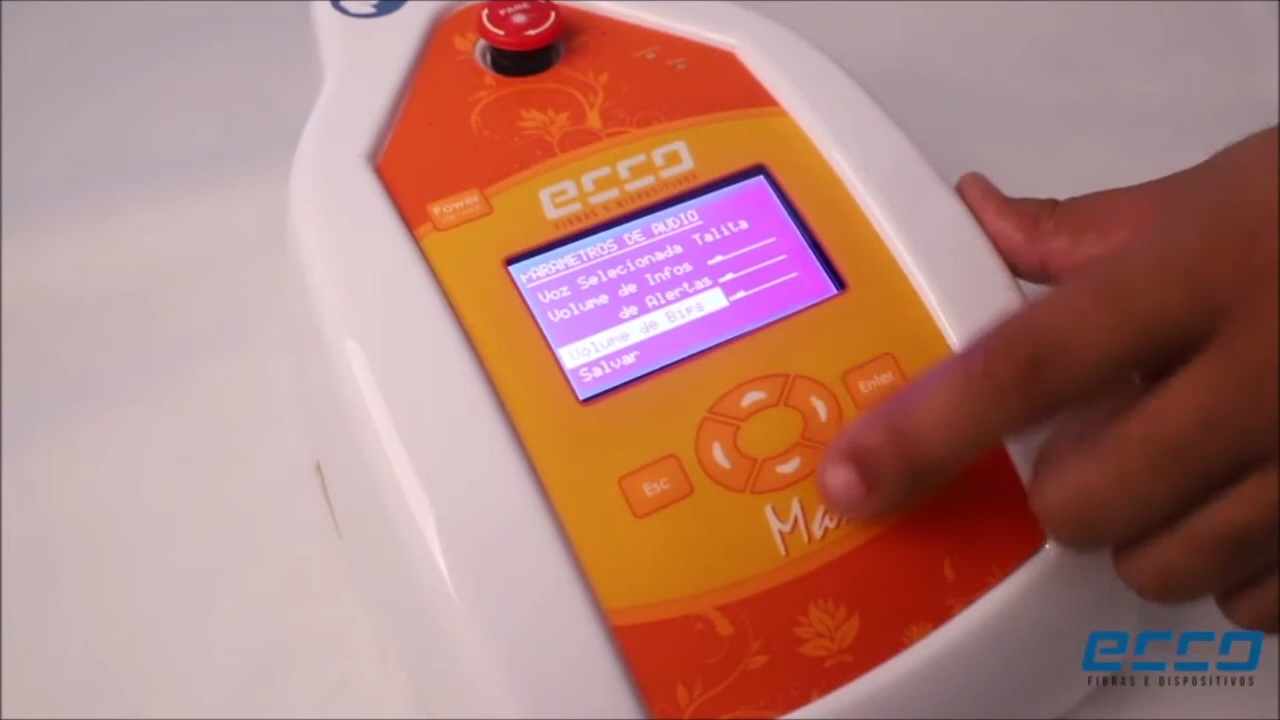 PARE
Power
ecco
FIBRAS E DISPOSITIVOS
PARAMETROS DE AUDIO
Voz Selecionada Talita
Volume de Infos
de Alertas
Volume de Bips
Salvar
Enter
Esc
ecco
FIBRAS E DISPOSITIVOS